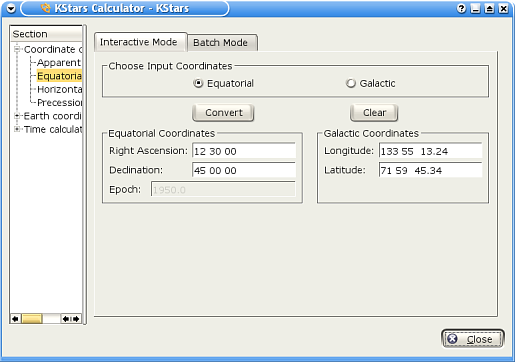 KStars Calculator - KStars
Section
Coordinate c
Apparent
Equatoria
Horizonta
Precession
Earth coordi
Time calculat
Interactive Mode Batch Mode
Choose Input Coordinates
Equatorial Galactic
Convert Clear
Equatorial Coordinates Galactic Coordinates
Right Ascension: 12 30 00 Longitude: 133 55 13.24
Declination: 45 00 00 Latitude: 71 59 45.34
Epoch: 1950.0
Close